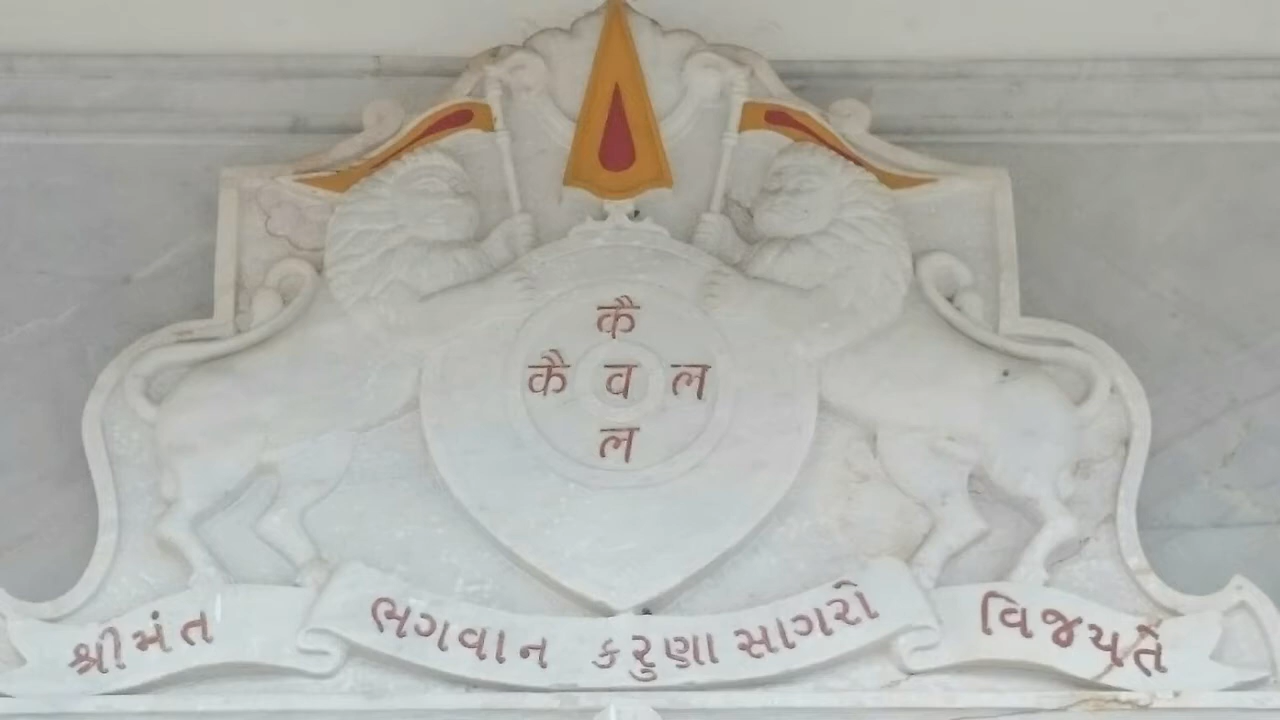 कै
कै व ल
ल
શ્રીમંત ભગવાન કરુણા સાગરો વિજયતે